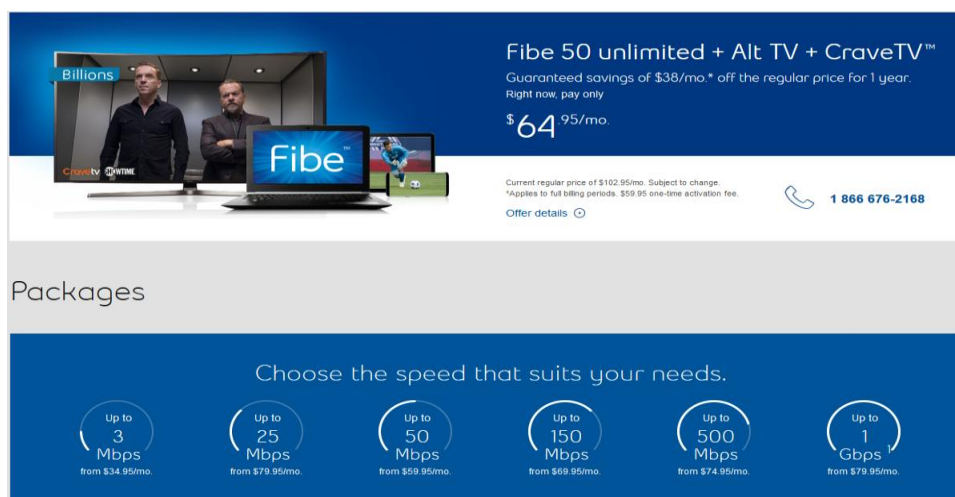 Billions
Cravetv SHOWTIME
Fibe™
Fibe 50 unlimited + Alt TV + CraveTV™
Guaranteed savings of $38/mo.* off the regular price for 1 year.
Right now, pay only
$64.95/mo.
Current regular price of $102.95/mo. Subject to change.
*Applies to full billing periods. $59.95 one-time activation fee.
Offer details
1 866 676-2168
Packages
Choose the speed that suits your needs.
Up to
3
Mbps
from $34.95/mo.
Up to
25
Mbps
from $79.95/mo.
Up to
50
Mbps
from $59.95/mo.
Up to
150
Mbps
from $69.95/mo.
Up to
500
Mbps
from $74.95/mo.
Up to
1
Gbps 1
from $79.95/mo.